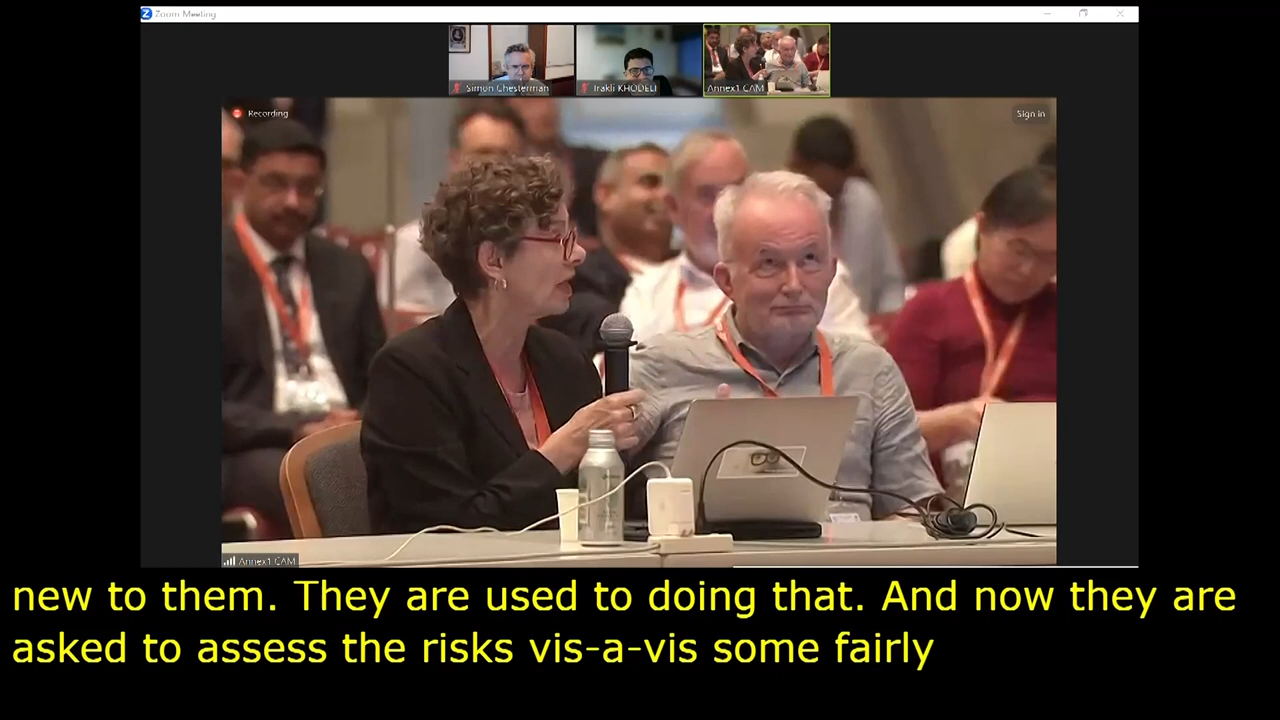 Zoom Meeting
Simon Chesterman
Irakli KHODELI
Annex1 CAM
Recording
Sign in
Annex1 CAM
new to them. They are used to doing that. And now they are
asked to assess the risks vis-a-vis some fairly